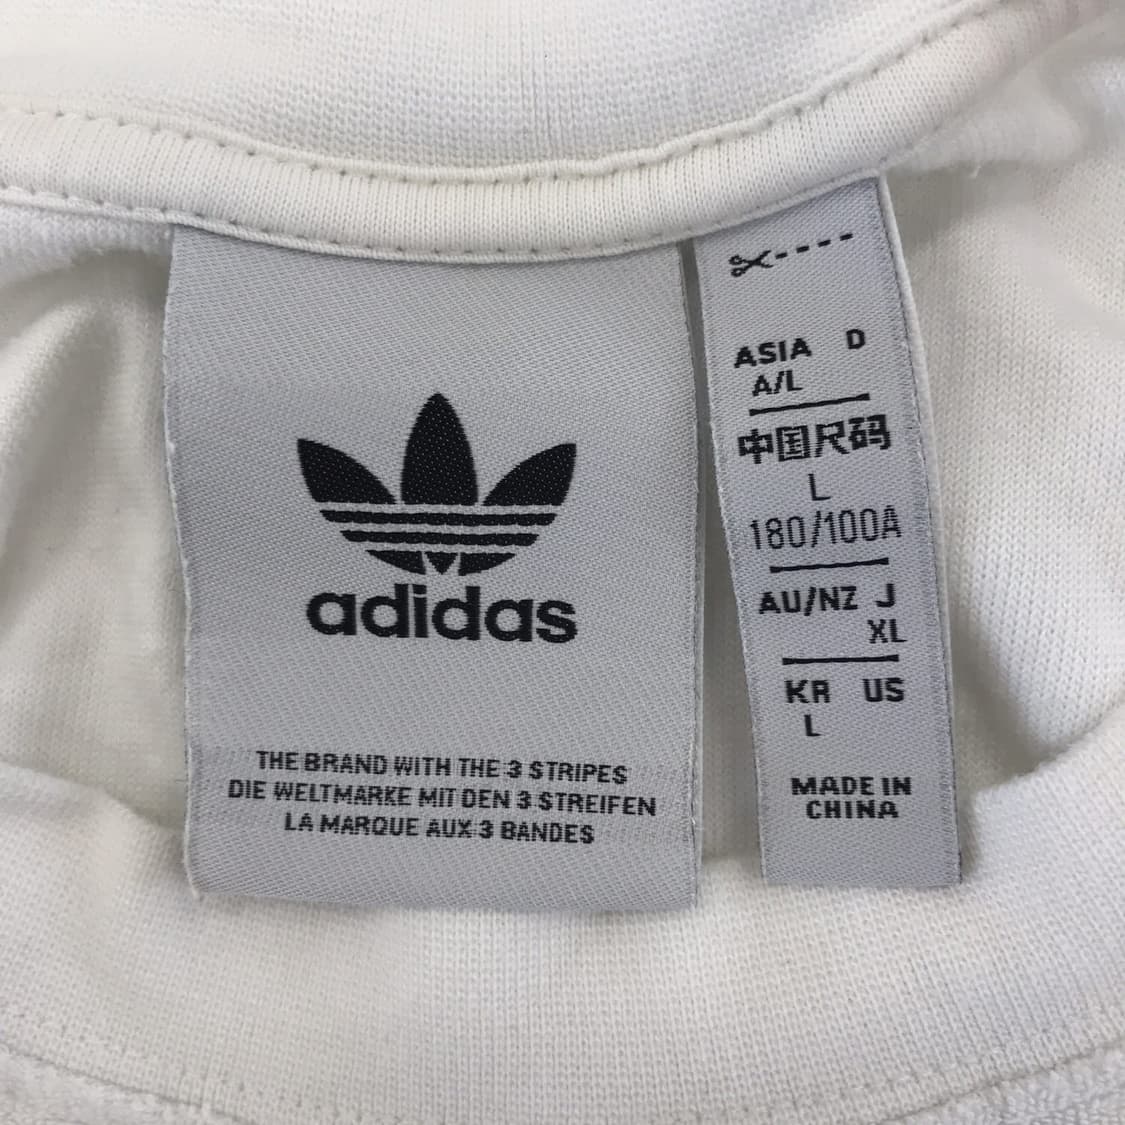 adidas
THE BRAND WITH THE 3 STRIPES
DIE WELTMARKE MIT DEN 3 STREIFEN
LA MARQUE AUX 3 BANDES
ASIA D
A/L
中国尺码
L
180/100A
AU/NZ J
XL
KR US
L
MADE IN
CHINA